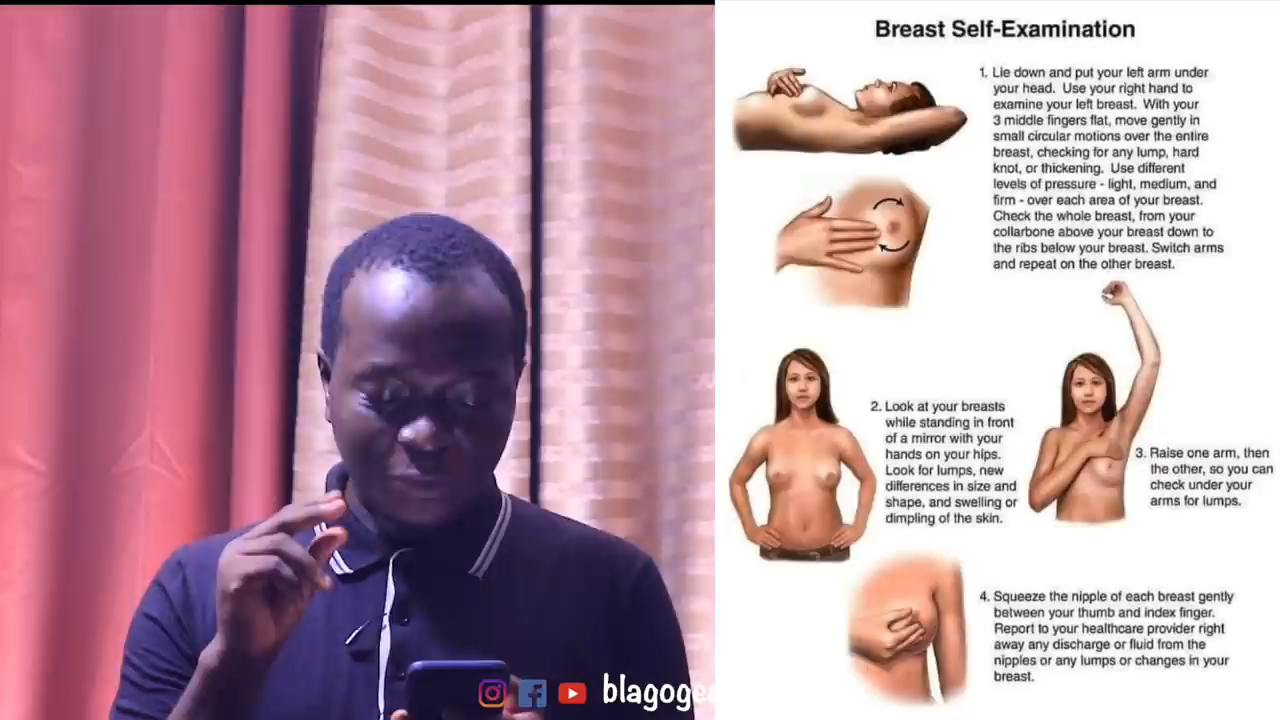 Breast Self-Examination
1. Lie down and put your left arm under
your head. Use your right hand to
examine your left breast. With your
3 middle fingers flat, move gently in
small circular motions over the entire
breast, checking for any lump, hard
knot, or thickening. Use different
levels of pressure - light, medium, and
firm - over each area of your breast.
Check the whole breast, from your
collarbone above your breast down to
the ribs below your breast. Switch arms
and repeat on the other breast.
2. Look at your breasts
while standing in front
of a mirror with your
hands on your hips.
Look for lumps, new
differences in size and
shape, and swelling or
dimpling of the skin.
3. Raise one arm, then
the other, so you can
check under your
arms for lumps.
4. Squeeze the nipple of each breast gently
between your thumb and index finger.
Report to your healthcare provider right
away any discharge or fluid from the
nipples or any lumps or changes in your
breast.